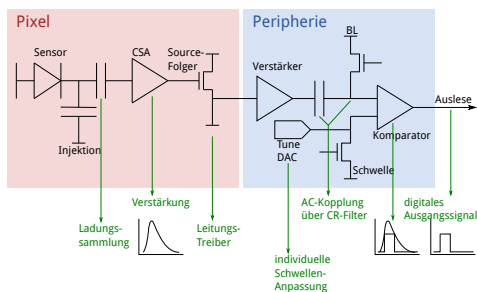 Pixel
Peripherie
Sensor
CSA
Source-
Folger
BL
Verstärker
Auslese
Injektion
Tune
DAC
Komparator
Schwelle
Verstärkung
AC-Kopplung
über CR-Filter
digitales
Ausgangssignal
Ladungs-
sammlung
Leitungs-
Treiber
individuelle
Schwellen-
Anpassung